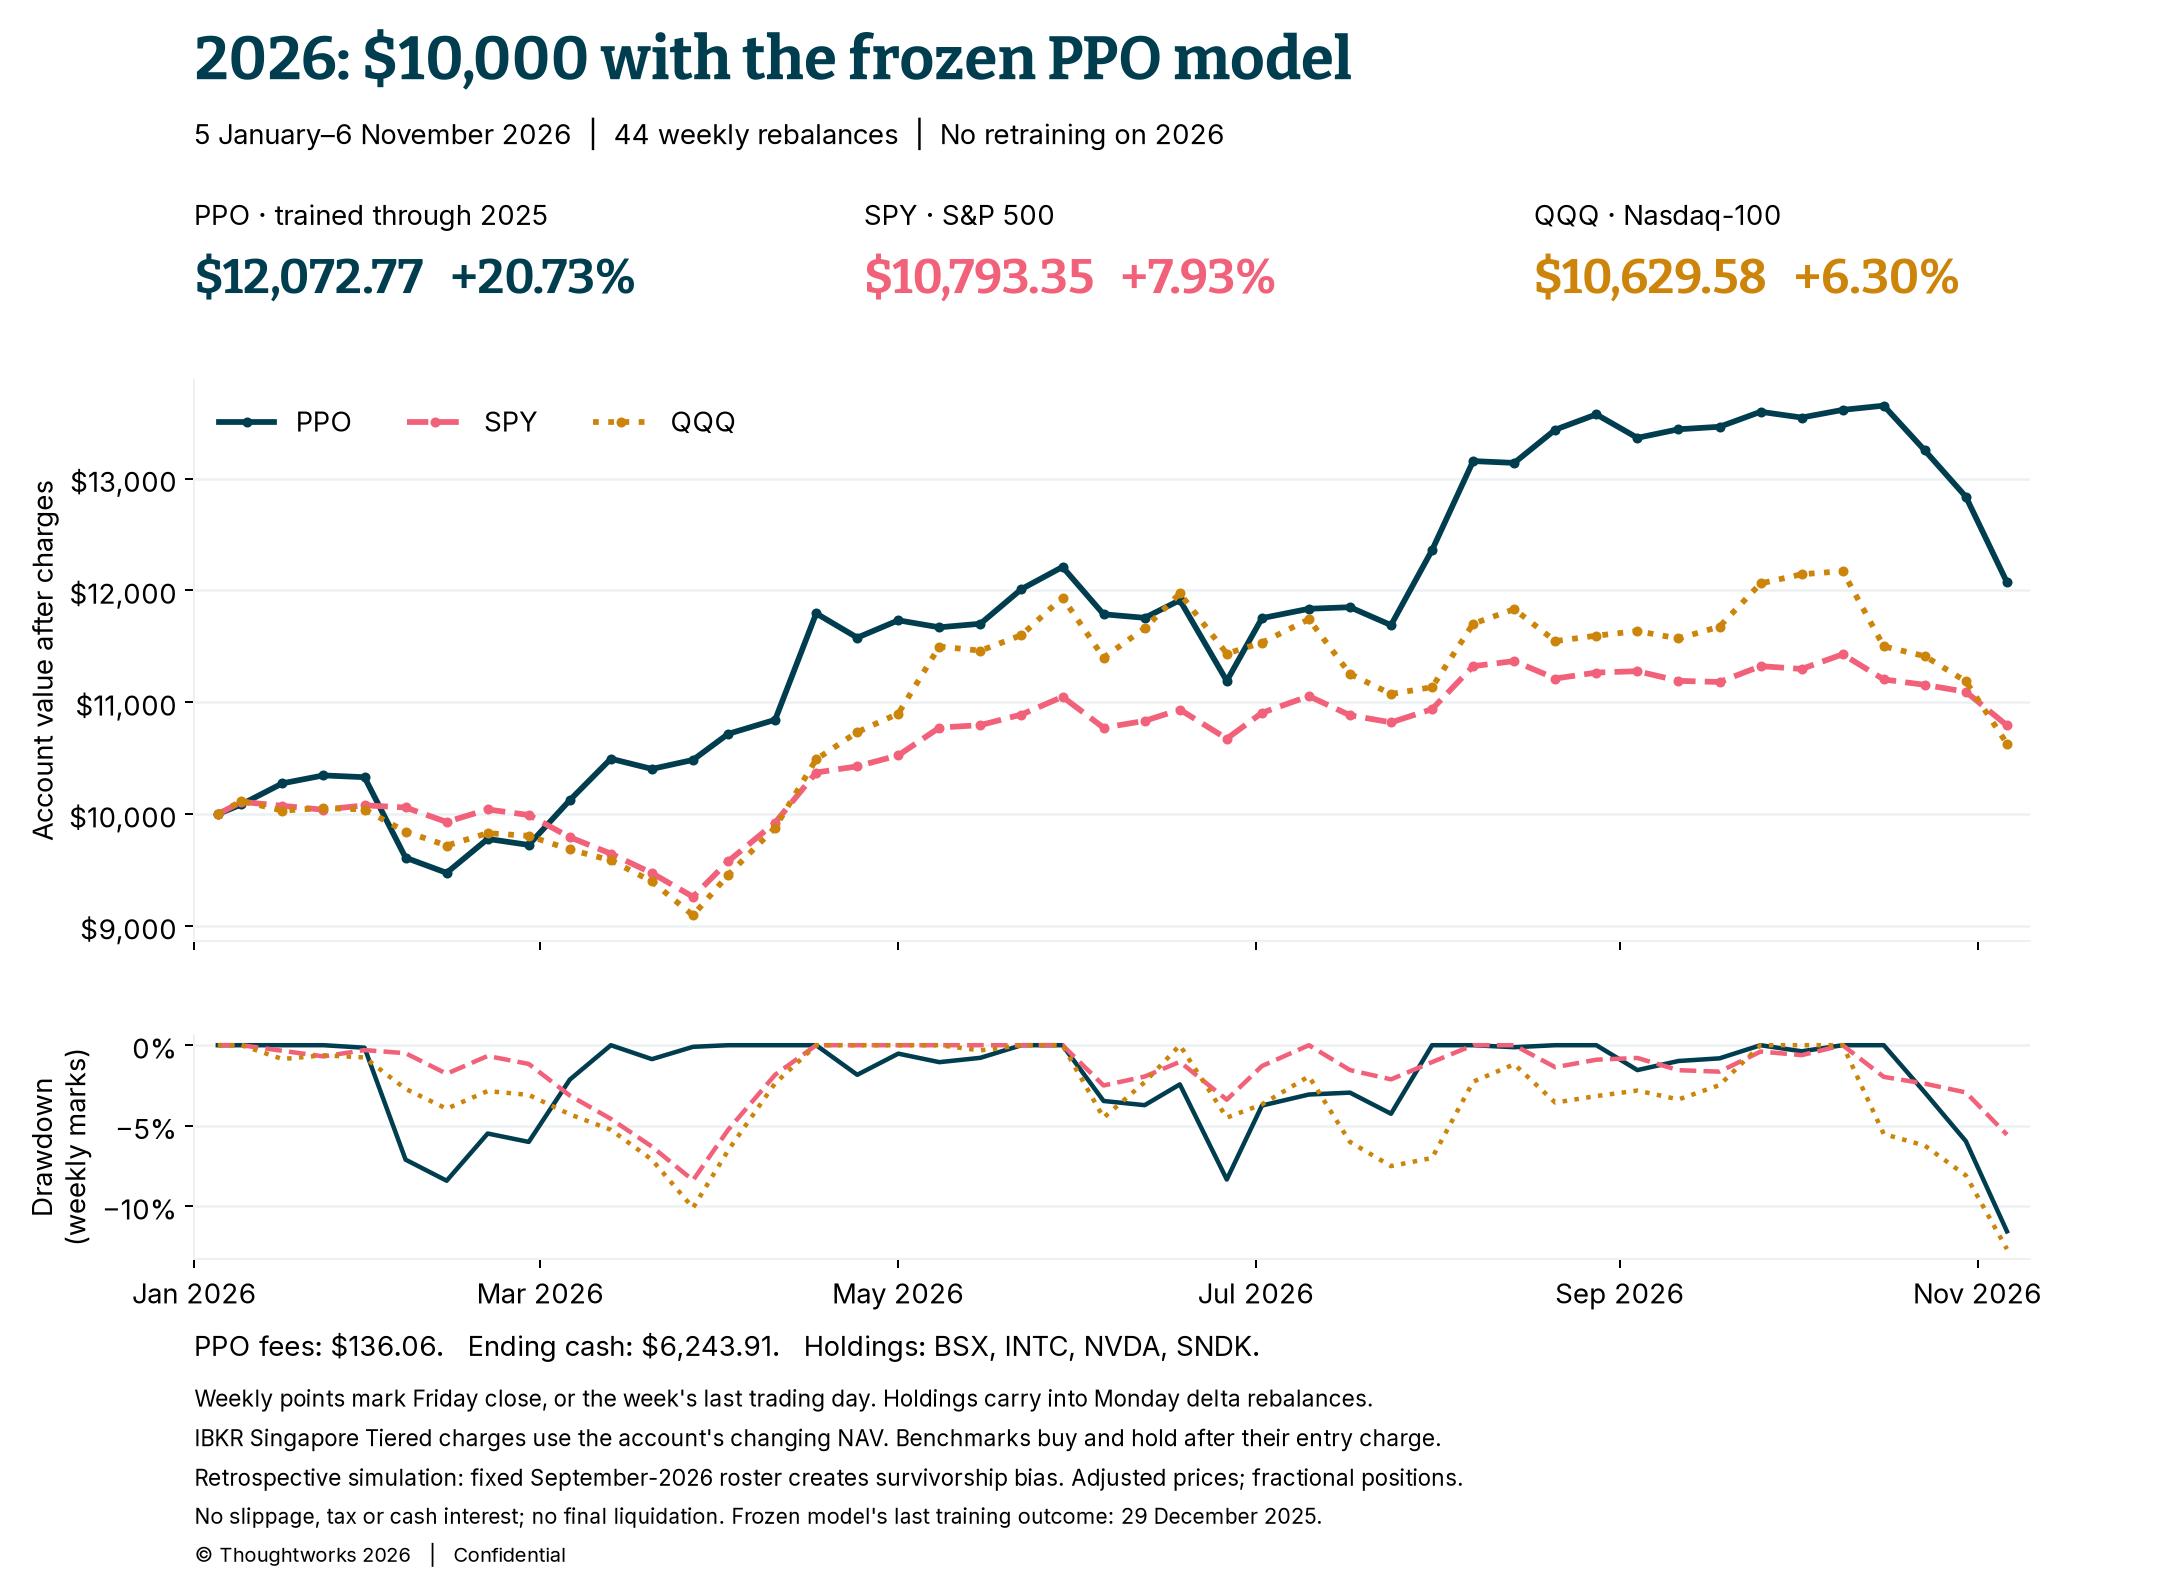 2026: $10,000 with the frozen PPO model
5 January–6 November 2026 | 44 weekly rebalances | No retraining on 2026
PPO · trained through 2025
$12,072.77 +20.73%
SPY · S&P 500
$10,793.35 +7.93%
QQQ · Nasdaq-100
$10,629.58 +6.30%
PPO
SPY
QQQ
Account value after charges
$13,000
$12,000
$11,000
$10,000
$9,000
Drawdown
(weekly marks)
0%
−5%
−10%
Jan 2026
Mar 2026
May 2026
Jul 2026
Sep 2026
Nov 2026
PPO fees: $136.06. Ending cash: $6,243.91. Holdings: BSX, INTC, NVDA, SNDK.
Weekly points mark Friday close, or the week's last trading day. Holdings carry into Monday delta rebalances.
IBKR Singapore Tiered charges use the account's changing NAV. Benchmarks buy and hold after their entry charge.
Retrospective simulation: fixed September-2026 roster creates survivorship bias. Adjusted prices; fractional positions.
No slippage, tax or cash interest; no final liquidation. Frozen model's last training outcome: 29 December 2025.
© Thoughtworks 2026 | Confidential